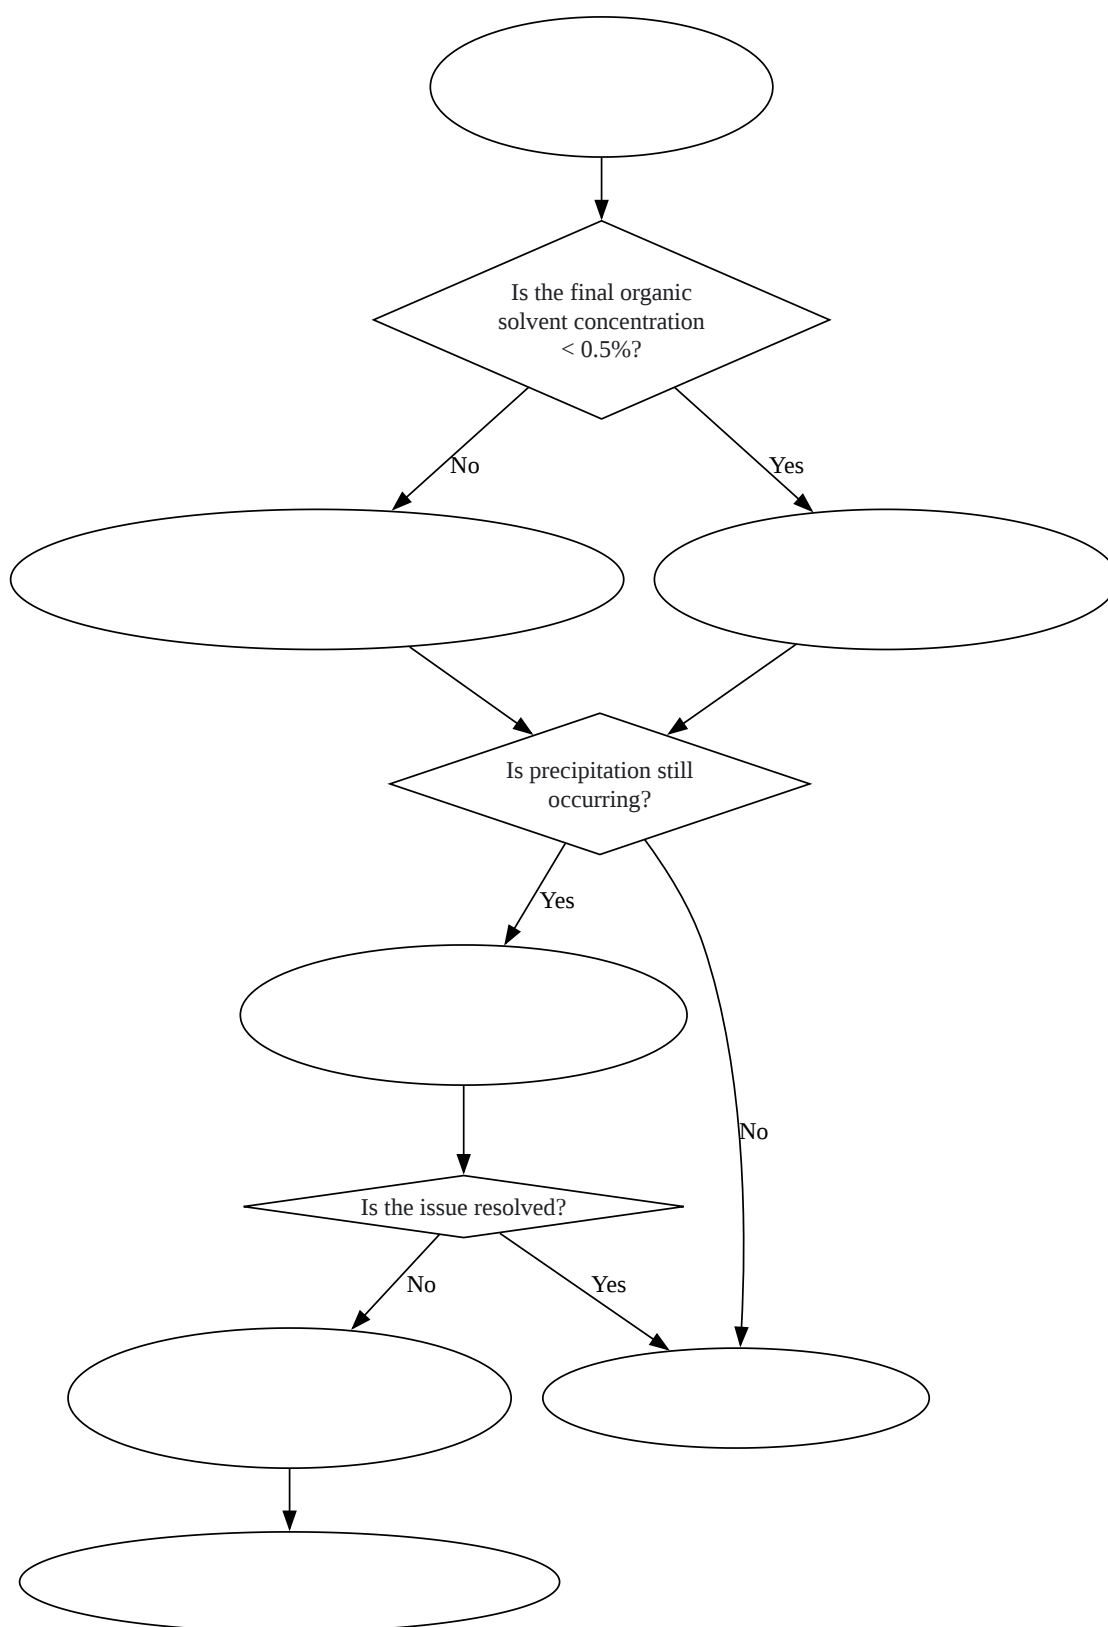 Is the final organic
solvent concentration
< 0.5%?
No
Yes
Is precipitation still
occurring?
Yes
No
Is the issue resolved?
No
Yes